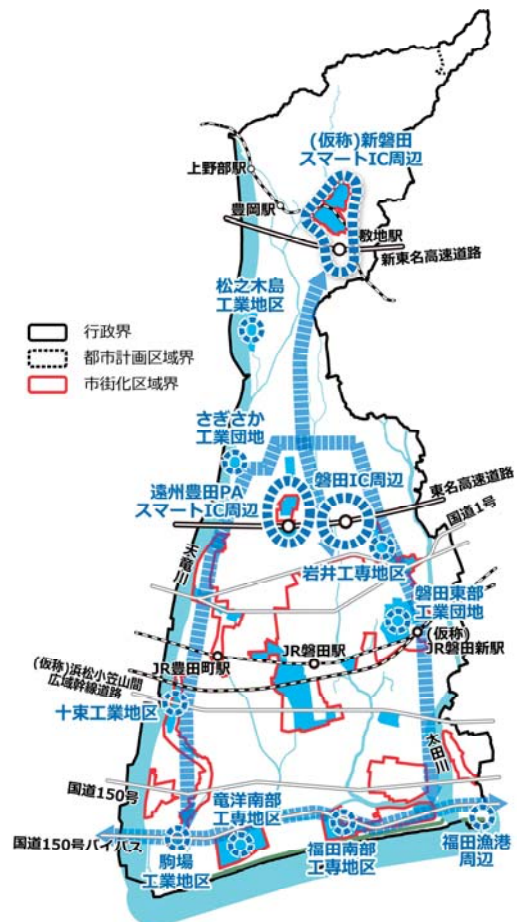 (仮称)新磐田
スマートIC周辺
上野部駅
豊岡駅
敷地駅
新東名高速道路
松之木島
工業地区
行政界
都市計画区域界
市街化区域界
さぎさか
工業団地
遠州豊田PA
スマートIC周辺
磐田IC周辺
東名高速道路
国道1号
天竜川
岩井工専地区
磐田東部
工業団地
(仮称)
JR磐田新駅
JR磐田駅
JR豊田町駅
(仮称)浜松小笠山間
広域幹線道路
十束工業地区
太田川
国道150号
竜洋南部
工専地区
福田南部
工専地区
福田漁港
周辺
国道150号バイパス
駒場
工業地区